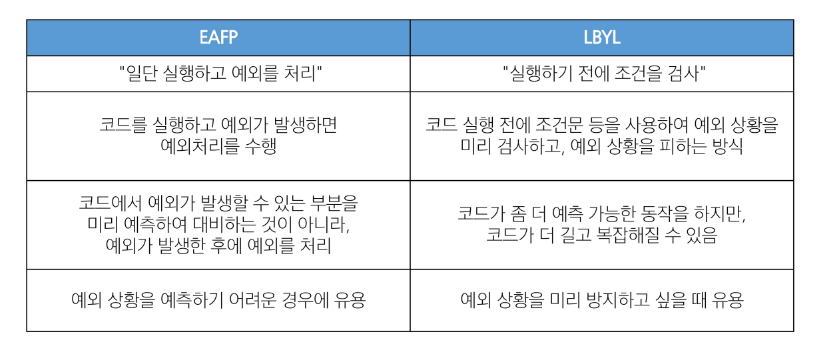 EAFP
LBYL
"일단 실행하고 예외를 처리"
"실행하기 전에 조건을 검사"
코드를 실행하고 예외가 발생하면
예외처리를 수행
코드 실행 전에 조건문 등을 사용하여 예외 상황을
미리 검사하고, 예외 상황을 피하는 방식
코드에서 예외가 발생할 수 있는 부분을
미리 예측하여 대비하는 것이 아니라,
예외가 발생한 후에 예외를 처리
코드가 좀 더 예측 가능한 동작을 하지만,
코드가 더 길고 복잡해질 수 있음
예외 상황을 예측하기 어려운 경우에 유용
예외 상황을 미리 방지하고 싶을 때 유용